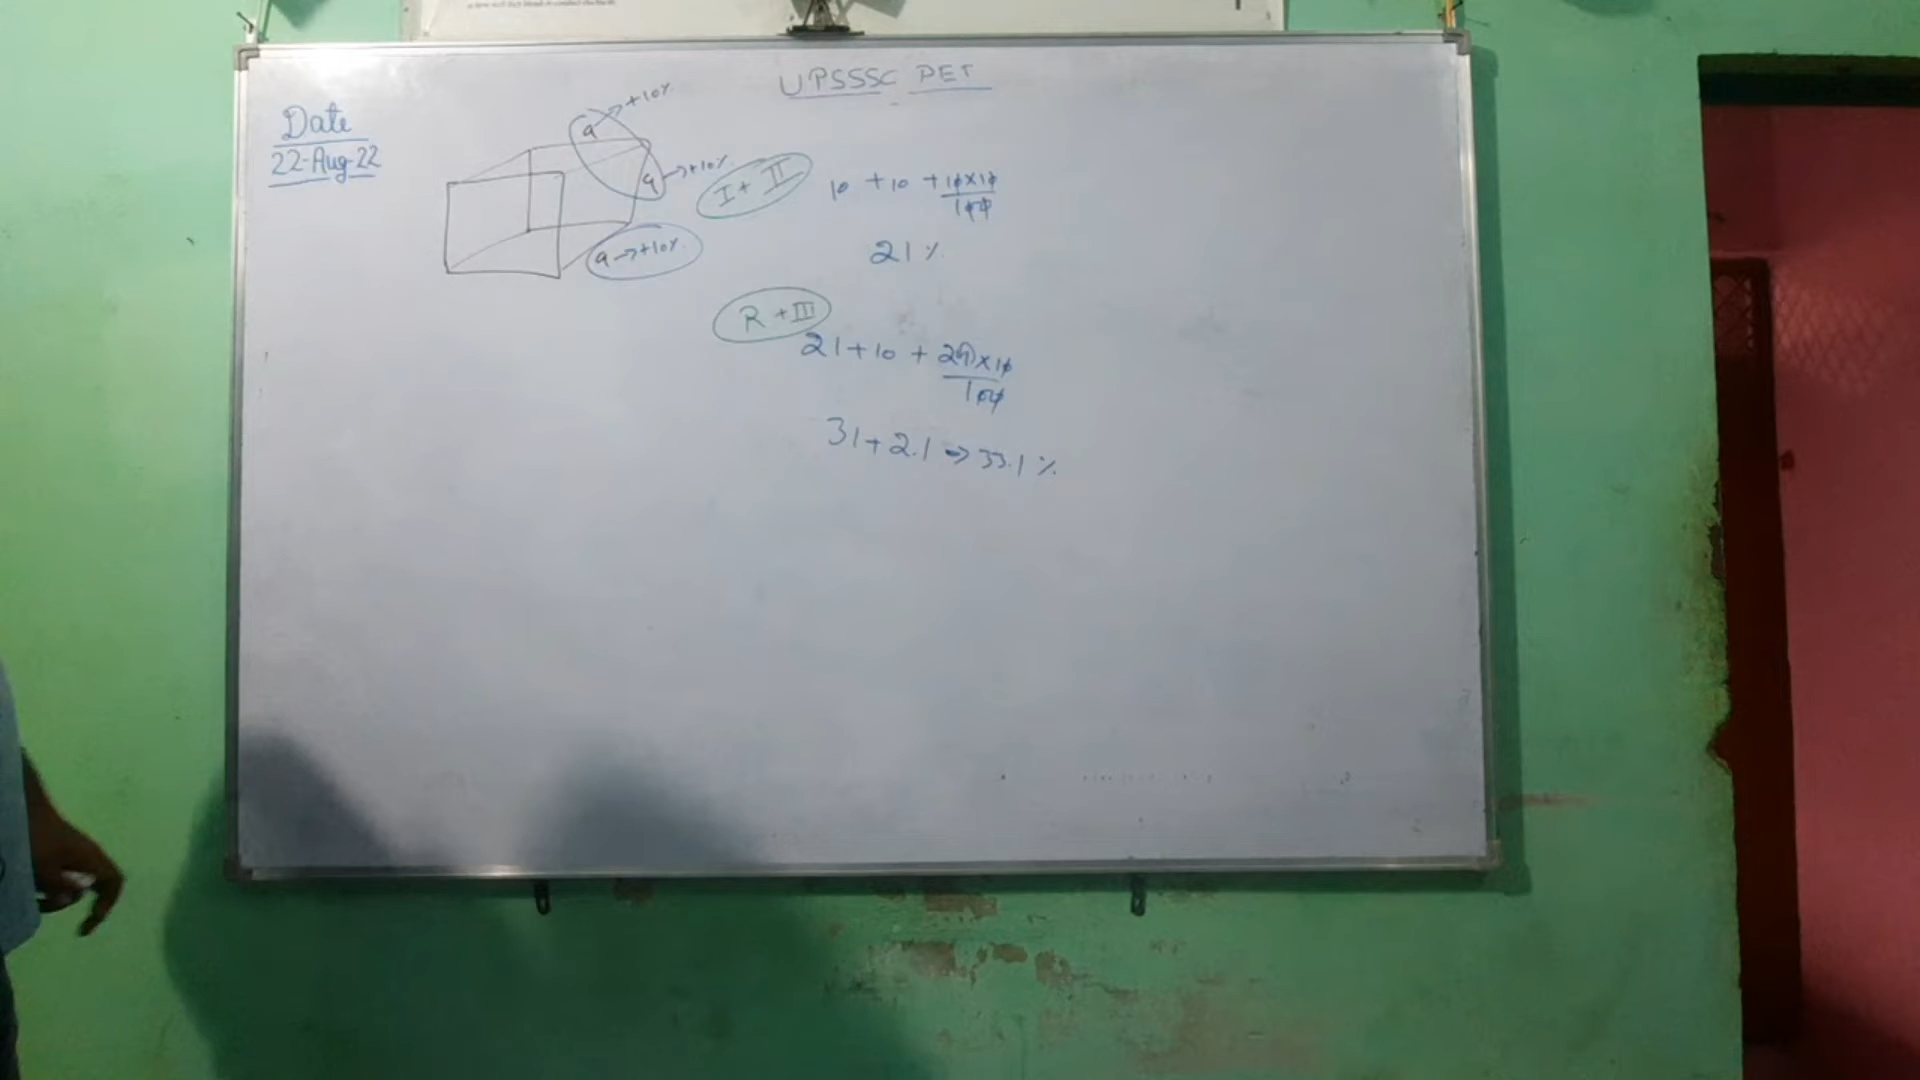 UPSSSC PET
Date
22-Aug-22
a → +10%
a → +10%
a → +10%
I + II
10 + 10 + 10×10
100
21 %
R + III
21 + 10 + 21×10
100
31 + 2.1 → 33.1 %